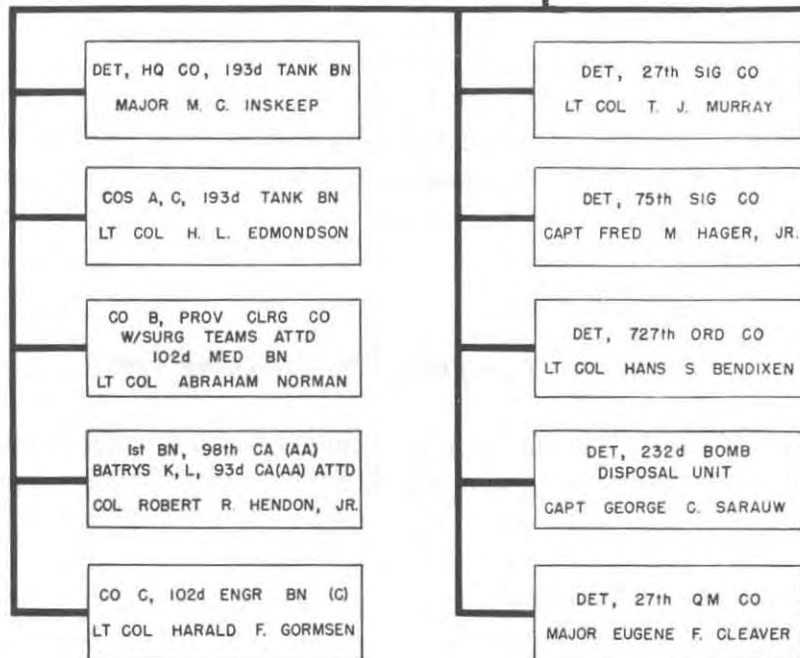 DET, HQ CO, 193d TANK BN
MAJOR M. C. INSKEEP
COS A, C, 193d TANK BN
LT COL H. L. EDMONDSON
CO B, PROV CLRG CO
W/SURG TEAMS ATTD
102d MED BN
LT COL ABRAHAM NORMAN
1st BN, 98th CA (AA)
BATRYS K, L, 93d CA(AA) ATTD
COL ROBERT R. HENDON, JR.
CO C, 102d ENGR BN (C)
LT COL HARALD F. GORMSEN
DET, 27th SIG CO
LT COL T. J. MURRAY
DET, 75th SIG CO
CAPT FRED M. HAGER, JR.
DET, 727th ORD CO
LT COL HANS S. BENDIXEN
DET, 232d BOMB
DISPOSAL UNIT
CAPT GEORGE C. SARAUW
DET, 27th QM CO
MAJOR EUGENE F. CLEAVER